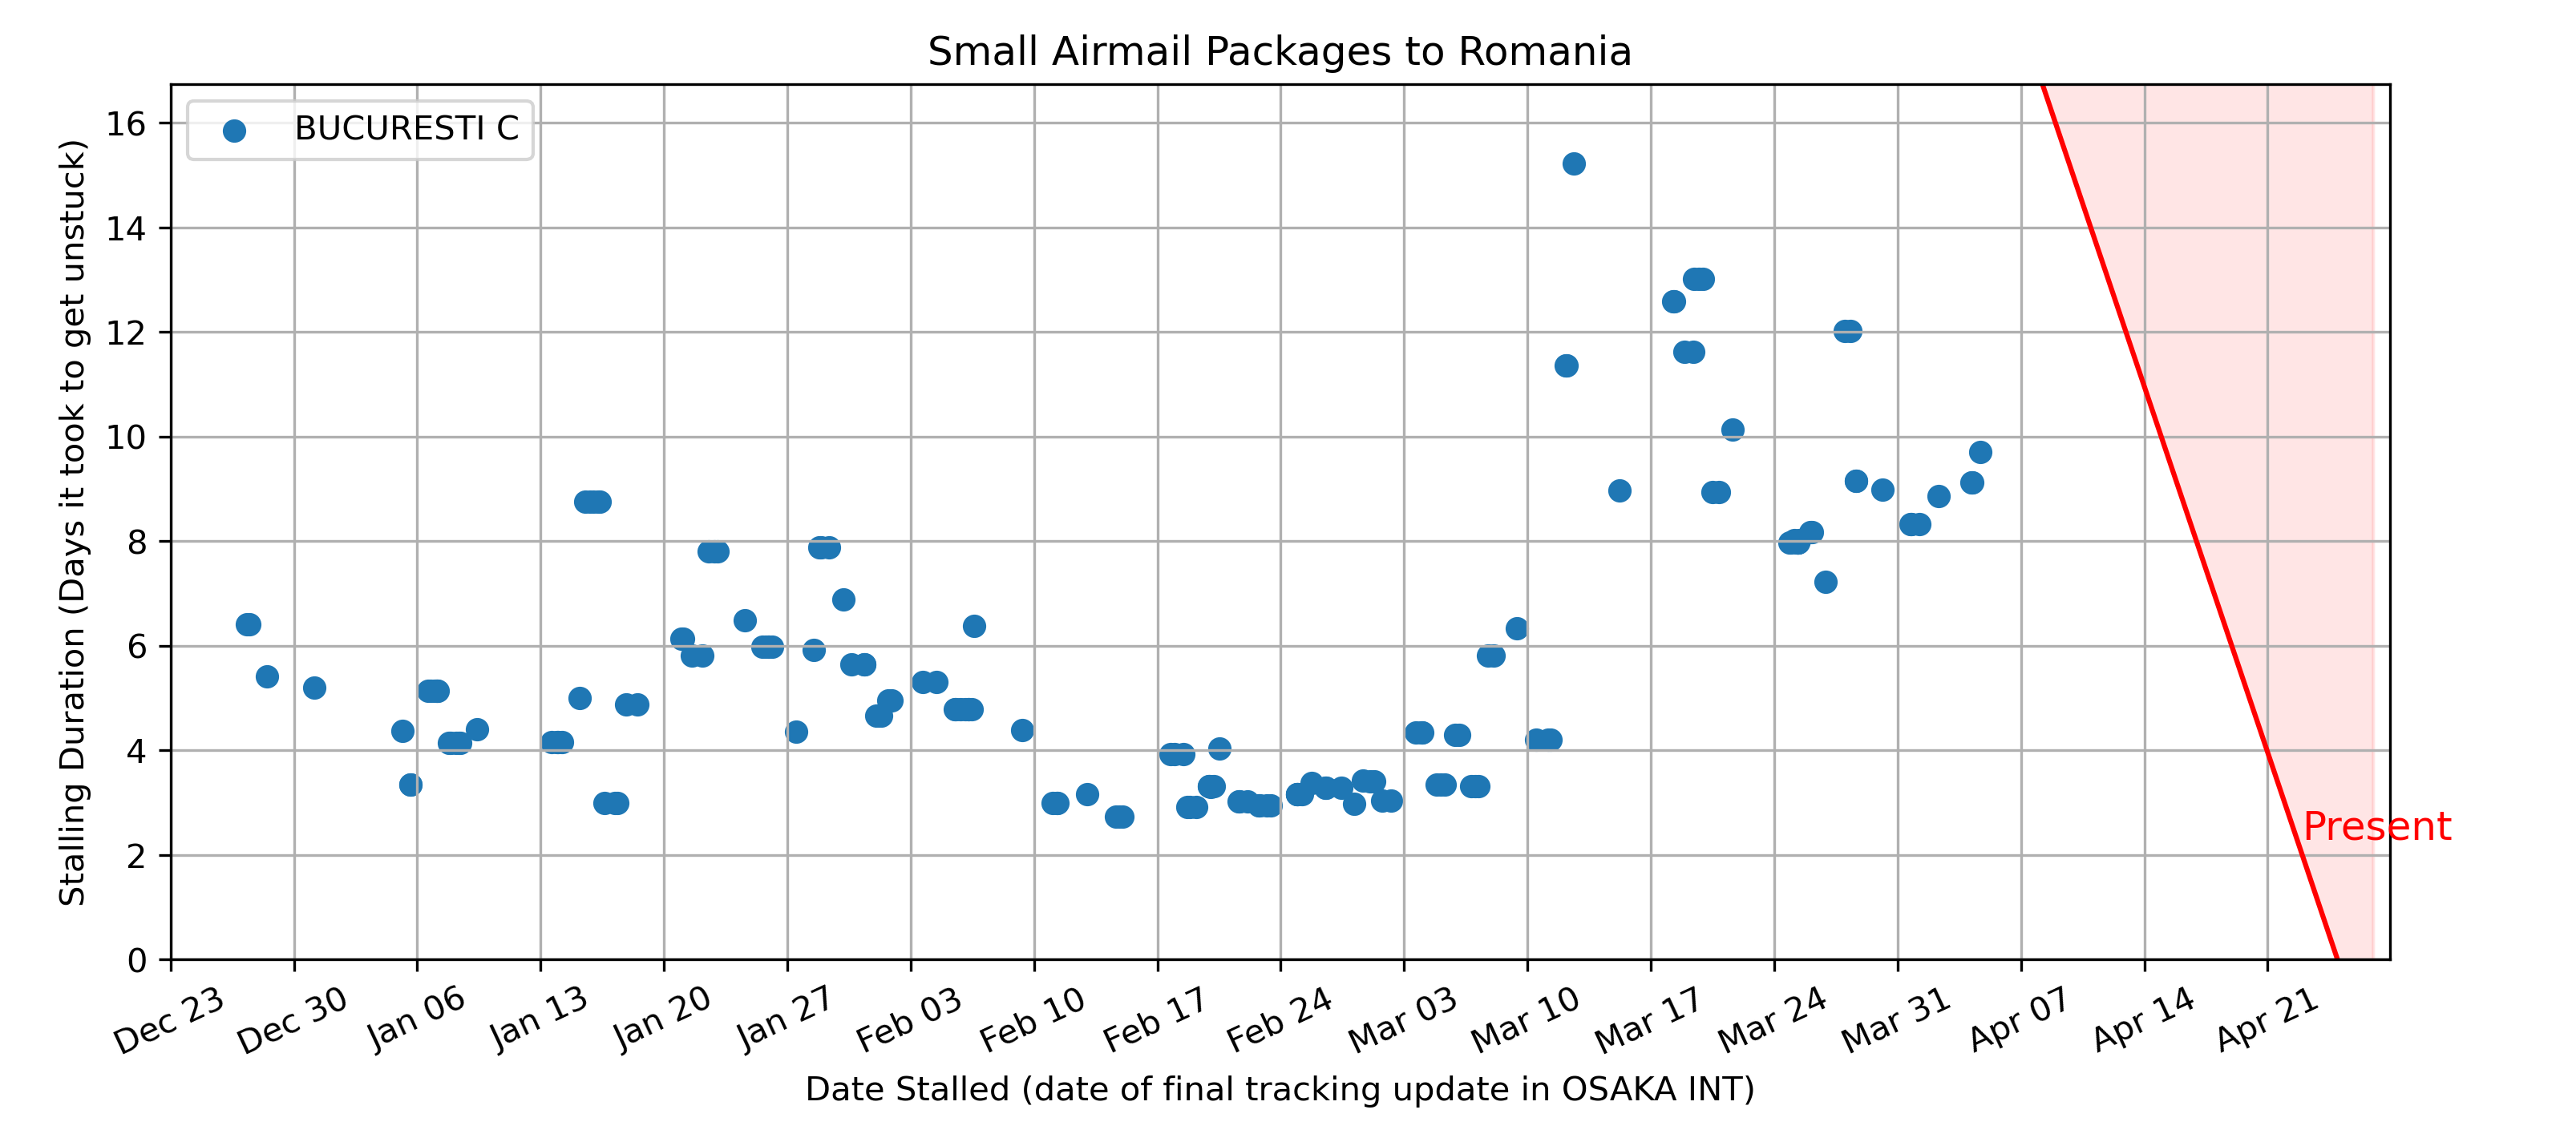 Small Airmail Packages to Romania
BUCURESTI C
Stalling Duration (Days it took to get unstuck)
16
14
12
10
8
6
4
2
0
Present
Dec 23
Dec 30
Jan 06
Jan 13
Jan 20
Jan 27
Feb 03
Feb 10
Feb 17
Feb 24
Mar 03
Mar 10
Mar 17
Mar 24
Mar 31
Apr 07
Apr 14
Apr 21
Date Stalled (date of final tracking update in OSAKA INT)